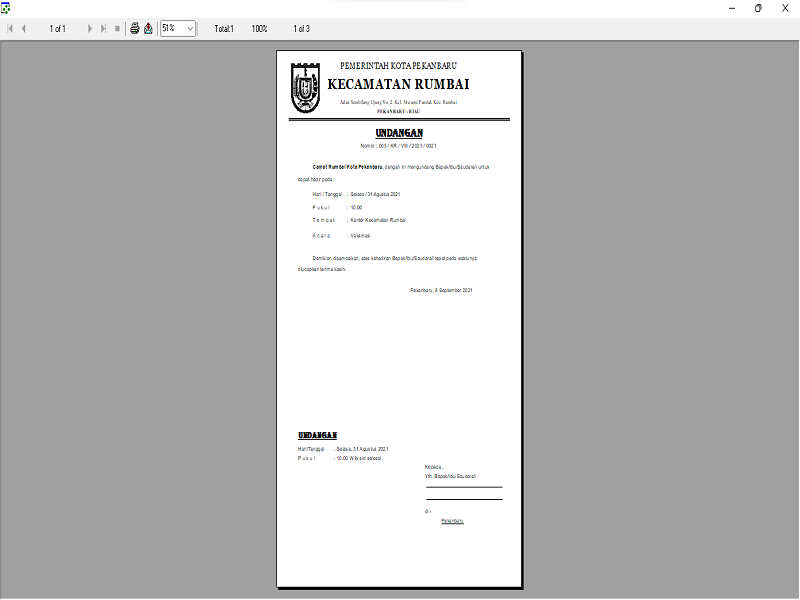 1 of 1
51%
Total:1
100%
1 of 3
PEMERINTAH KOTA PEKANBARU
KECAMATAN RUMBAI
Jalan Sembilang Ujung No. 2 Kel. Meranti Pandak Kec. Rumbai
PEKANBARU - RIAU
UNDANGAN
Nomor : 005 / KR / VIII / 2021 / 0021
Camat Rumbai Kota Pekanbaru, dengan ini mengundang Bapak/Ibu/Saudara/i untuk
dapat hadir pada :
Hari / Tanggal : Selasa / 31 Agustus 2021
P u k u l : 10.00
T e m p a t : Kantor Kecamatan Rumbai
A c a r a : Vaksinasi
Demikian disampaikan, atas kehadiran Bapak/Ibu/Saudara/i tepat pada waktunya
diucapkan terima kasih.
Pekanbaru, 8 September 2021
UNDANGAN
Hari/Tanggal : Selasa, 31 Agustus 2021
P u k u l : 10.00 Wib s/d selesai.
Kepada :
Yth. Bapak/Ibu/Saudara/i
di :
Pekanbaru